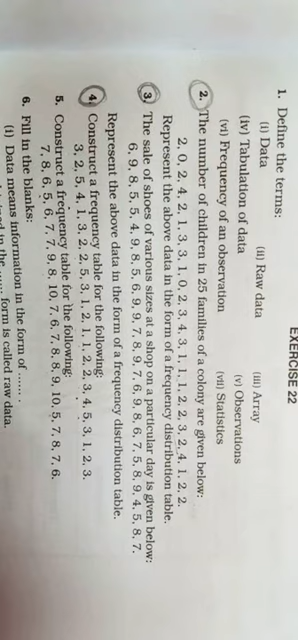 EXERCISE 22
1. Define the terms:
(i) Data (ii) Raw data (iii) Array
(iv) Tabulation of data (v) Observations
(vi) Frequency of an observation (vii) Statistics
2. The number of children in 25 families of a colony are given below:
2, 0, 2, 4, 2, 1, 3, 3, 1, 0, 2, 3, 4, 3, 1, 1, 1, 2, 2, 3, 2, 4, 1, 2, 2.
Represent the above data in the form of a frequency distribution table.
3. The sale of shoes of various sizes at a shop on a particular day is given below:
6, 9, 8, 5, 5, 4, 9, 8, 5, 6, 9, 9, 7, 8, 9, 7, 6, 9, 8, 6, 7, 5, 8, 9, 4, 5, 8, 7.
Represent the above data in the form of a frequency distribution table.
4. Construct a frequency table for the following:
3, 2, 5, 4, 1, 3, 2, 2, 5, 3, 1, 2, 1, 1, 2, 2, 3, 4, 5, 3, 1, 2, 3.
5. Construct a frequency table for the following:
7, 8, 6, 5, 6, 7, 7, 9, 8, 10, 7, 6, 7, 8, 8, 9, 10, 5, 7, 8, 7, 6.
6. Fill in the blanks:
(i) Data means information in the form of ...... .
in the ...... form is called raw data.